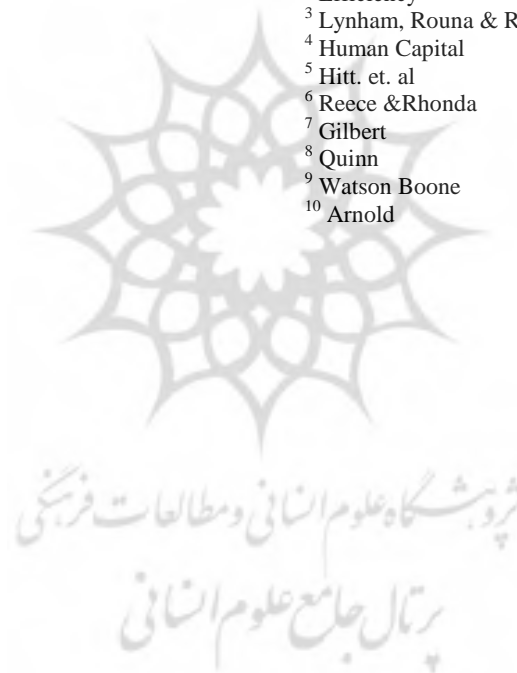 ³ Lynham, Rouna & R
⁴ Human Capital
⁵ Hitt. et. al
⁶ Reece &Rhonda
⁷ Gilbert
⁸ Quinn
⁹ Watson Boone
¹⁰ Arnold
پژوهشگاه علوم انسانی و مطالعات فرهنگی
پرتال جامع علوم انسانی